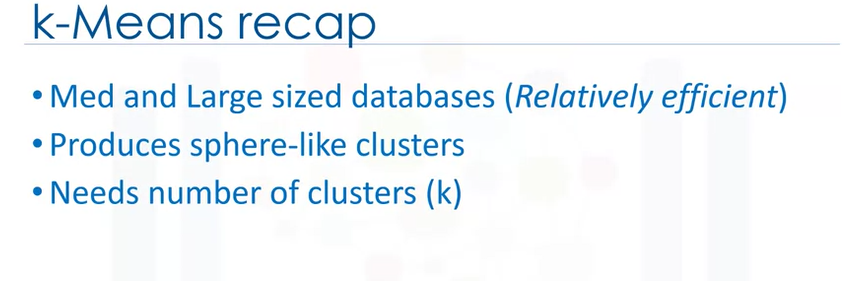 k-Means recap
• Med and Large sized databases (Relatively efficient)
• Produces sphere-like clusters
• Needs number of clusters (k)